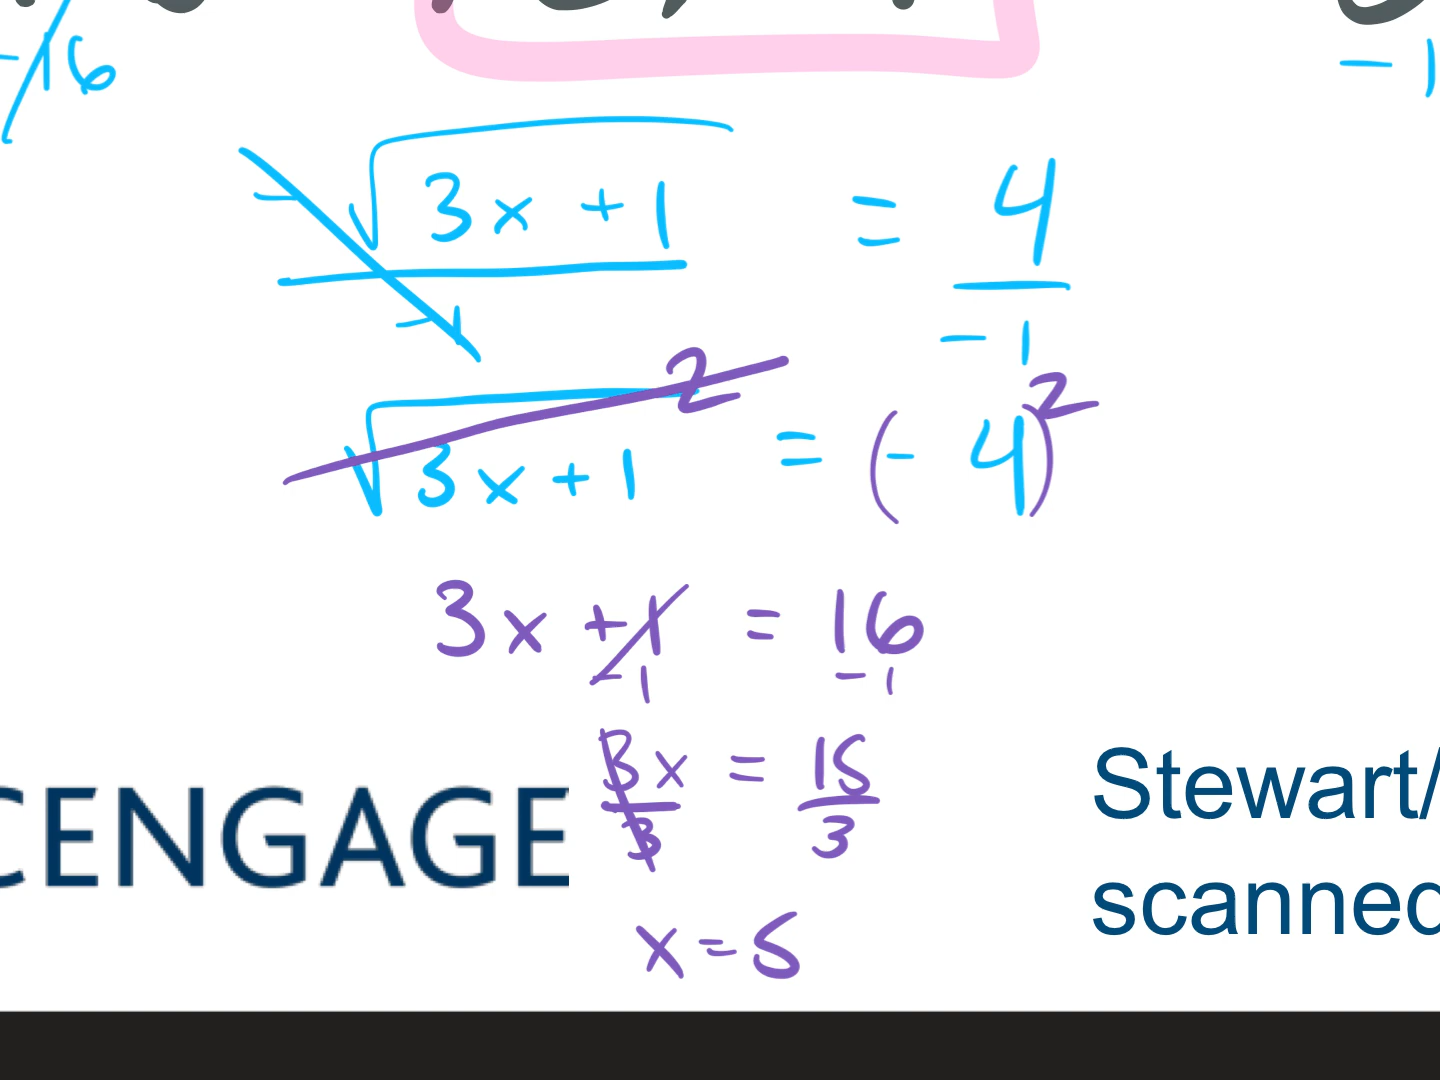 -16 -1
-√3x + 1 = 4
-1 -1
√3x + 1² = (-4)²
3x + 1 = 16
-1 -1
3x = 15
3 3
CENGAGE
Stewart/
scanned
x = 5